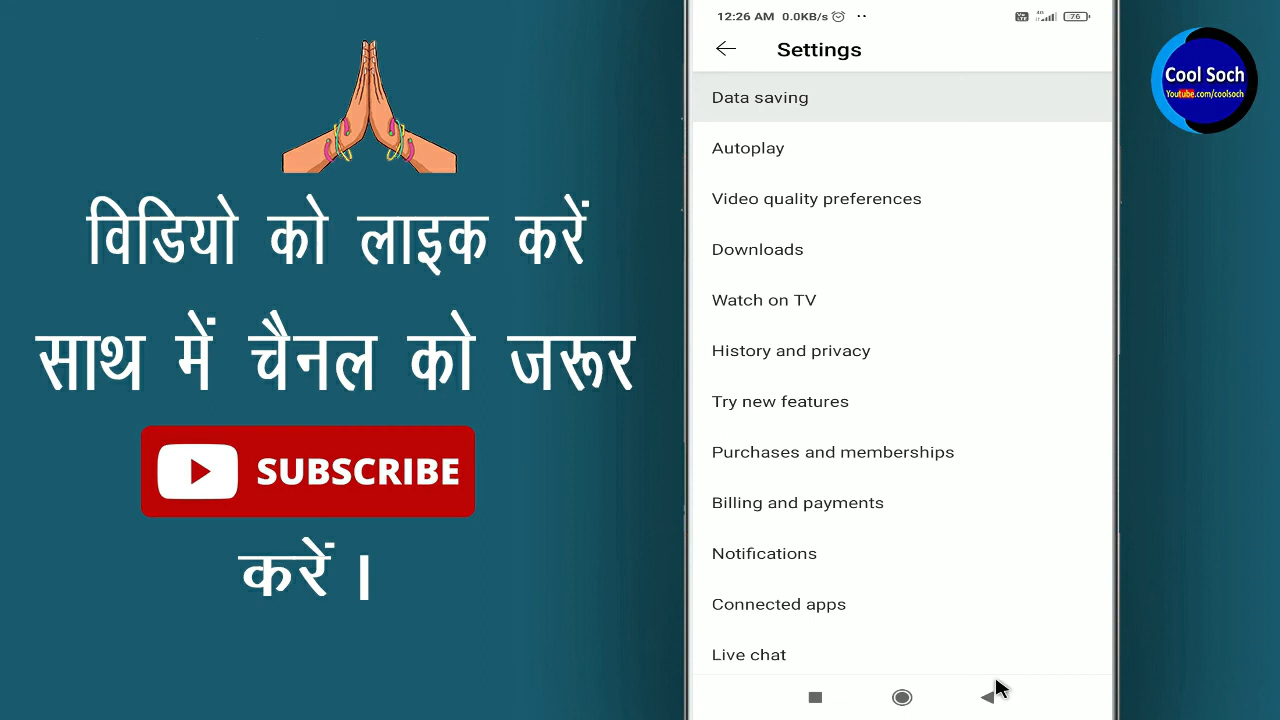 विडियो को लाइक करें
साथ में चैनल को जरूर
SUBSCRIBE
करें ।
12:26 AM 0.0KB/s
4G
76
Settings
Data saving
Autoplay
Video quality preferences
Downloads
Watch on TV
History and privacy
Try new features
Purchases and memberships
Billing and payments
Notifications
Connected apps
Live chat
Cool Soch
Youtube.com/coolsoch